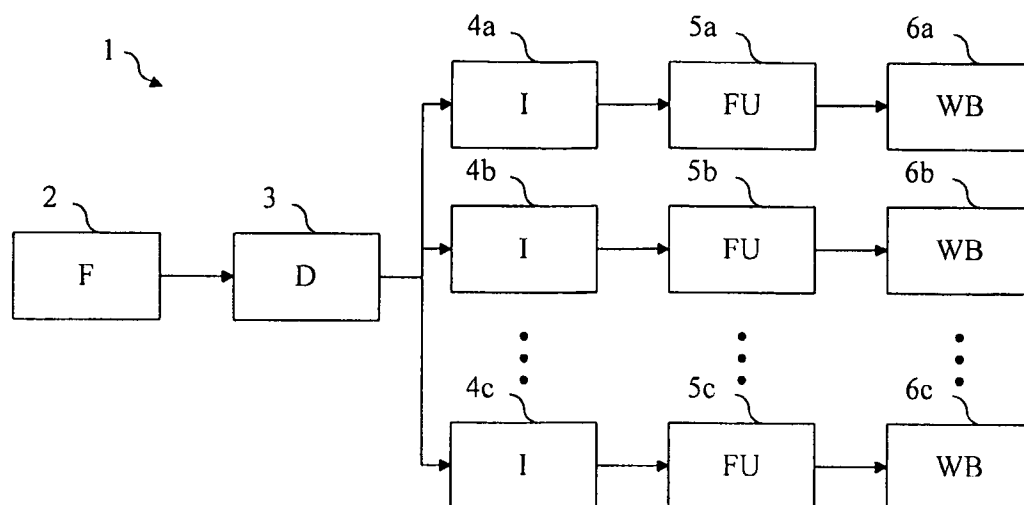 1
4a 5a 6a
I FU WB
4b 5b 6b
2 3
I FU WB
F D
4c 5c 6c
I FU WB